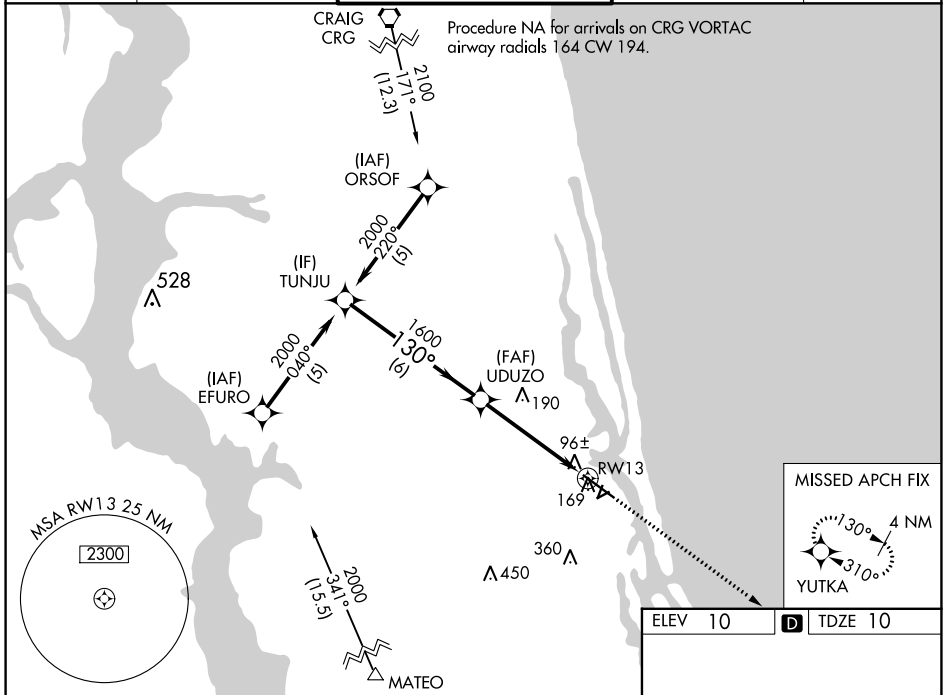 CRAIG
CRG
Procedure NA for arrivals on CRG VORTAC
airway radials 164 CW 194.
2100
171°
(12.3)
(IAF)
ORSOF
2000
220°
(5)
(IF)
TUNJU
528
1600
130°
(6)
2000
040°
(5)
(IAF)
EFURO
(FAF)
UDUZO
190
96±
RW13
169
MISSED APCH FIX
130°
4 NM
310°
YUTKA
MSA RW13 25 NM
2300
360
450
2000
341°
(15.5)
MATEO
ELEV 10
D
TDZE 10